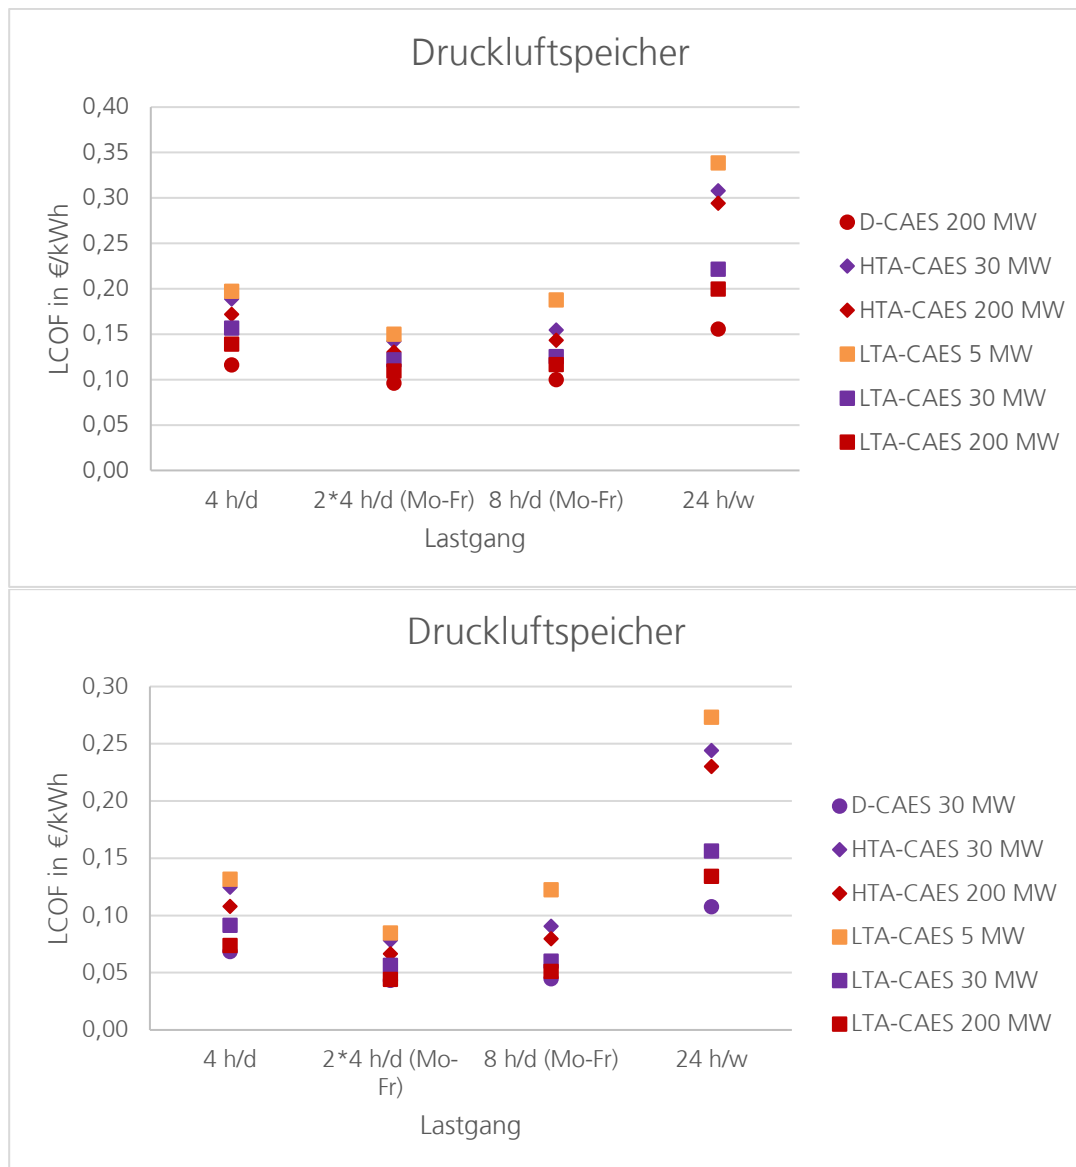 Druckluftspeicher
0,40
0,35
0,30
0,25
0,20
0,15
0,10
0,05
0,00
LCOF in €/kWh
4 h/d
2*4 h/d (Mo-Fr)
8 h/d (Mo-Fr)
24 h/w
Lastgang
D-CAES 200 MW
HTA-CAES 30 MW
HTA-CAES 200 MW
LTA-CAES 5 MW
LTA-CAES 30 MW
LTA-CAES 200 MW
Druckluftspeicher
0,30
0,25
0,20
0,15
0,10
0,05
0,00
LCOF in €/kWh
4 h/d
2*4 h/d (Mo-
Fr)
8 h/d (Mo-Fr)
24 h/w
Lastgang
D-CAES 30 MW
HTA-CAES 30 MW
HTA-CAES 200 MW
LTA-CAES 5 MW
LTA-CAES 30 MW
LTA-CAES 200 MW